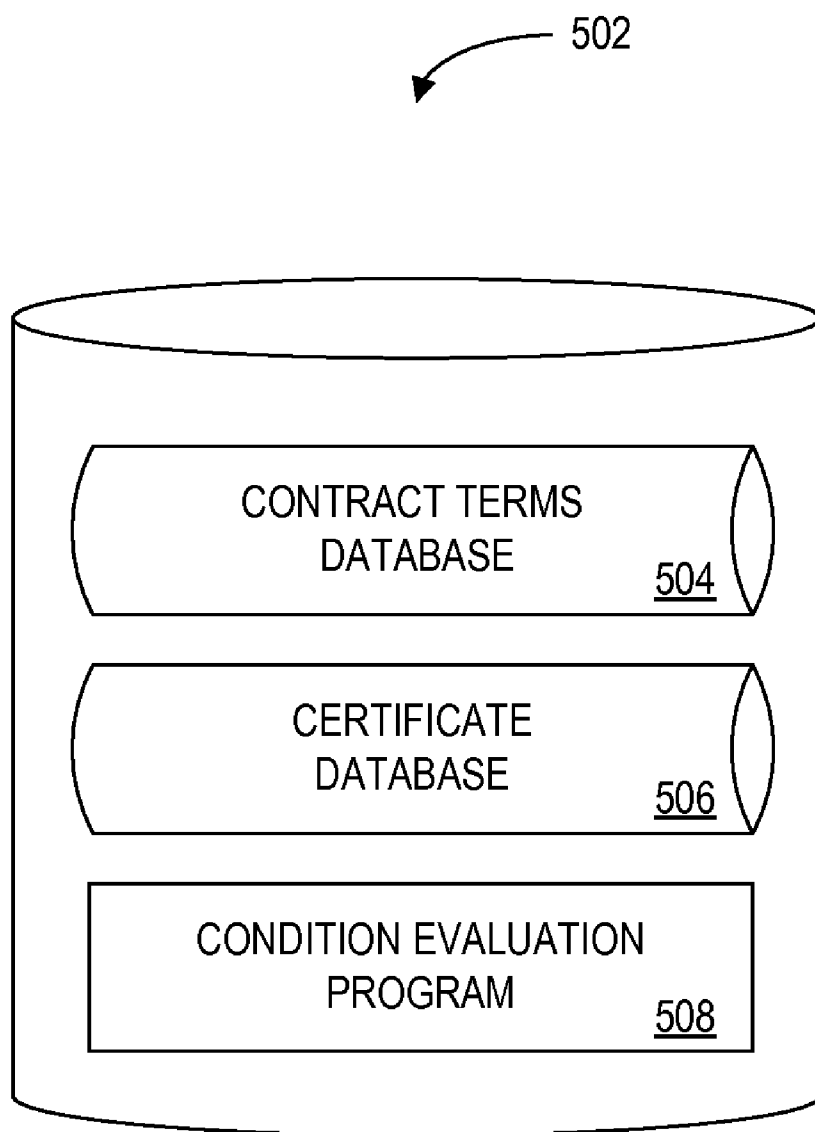 502
CONTRACT TERMS
DATABASE
504
CERTIFICATE
DATABASE
506
CONDITION EVALUATION
PROGRAM
508